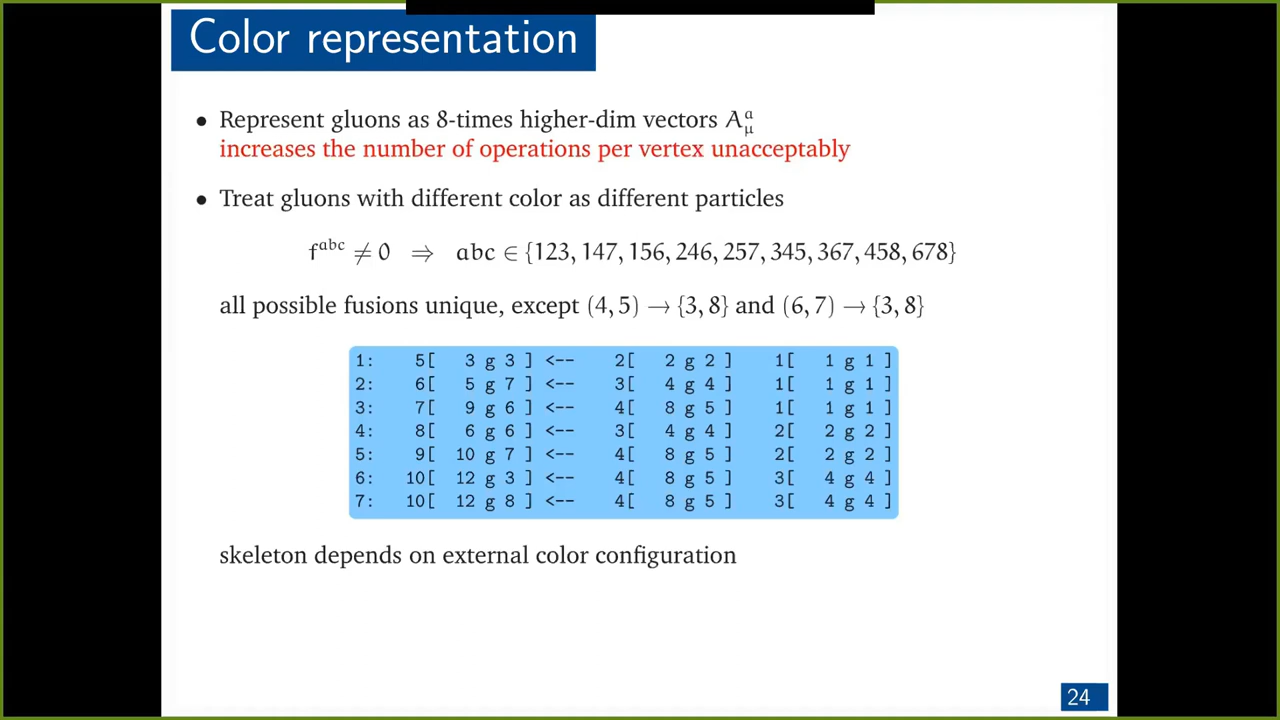 Color representation
• Represent gluons as 8-times higher-dim vectors A^a_μ
increases the number of operations per vertex unacceptably
• Treat gluons with different color as different particles
f^abc ≠ 0 ⇒ abc ∈ {123, 147, 156, 246, 257, 345, 367, 458, 678}
all possible fusions unique, except (4, 5) → {3, 8} and (6, 7) → {3, 8}
1: 5[ 3 g 3 ] <-- 2[ 2 g 2 ] 1[ 1 g 1 ]
2: 6[ 5 g 7 ] <-- 3[ 4 g 4 ] 1[ 1 g 1 ]
3: 7[ 9 g 6 ] <-- 4[ 8 g 5 ] 1[ 1 g 1 ]
4: 8[ 6 g 6 ] <-- 3[ 4 g 4 ] 2[ 2 g 2 ]
5: 9[ 10 g 7 ] <-- 4[ 8 g 5 ] 2[ 2 g 2 ]
6: 10[ 12 g 3 ] <-- 4[ 8 g 5 ] 3[ 4 g 4 ]
7: 10[ 12 g 8 ] <-- 4[ 8 g 5 ] 3[ 4 g 4 ]
skeleton depends on external color configuration
24